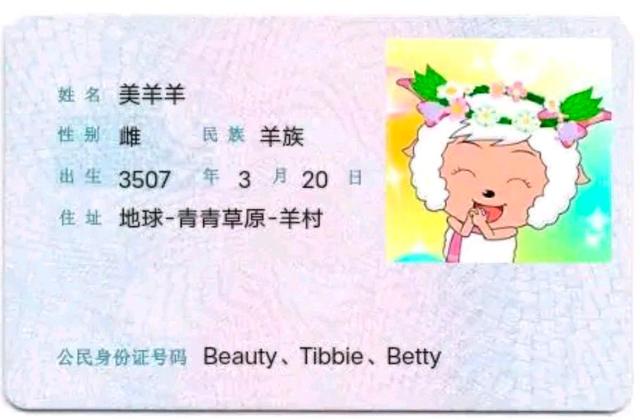 姓名 美羊羊
性别 雌 民族 羊族
出生 3507 年 3 月 20 日
住址 地球-青青草原-羊村
公民身份证号码 Beauty、Tibbie、Betty